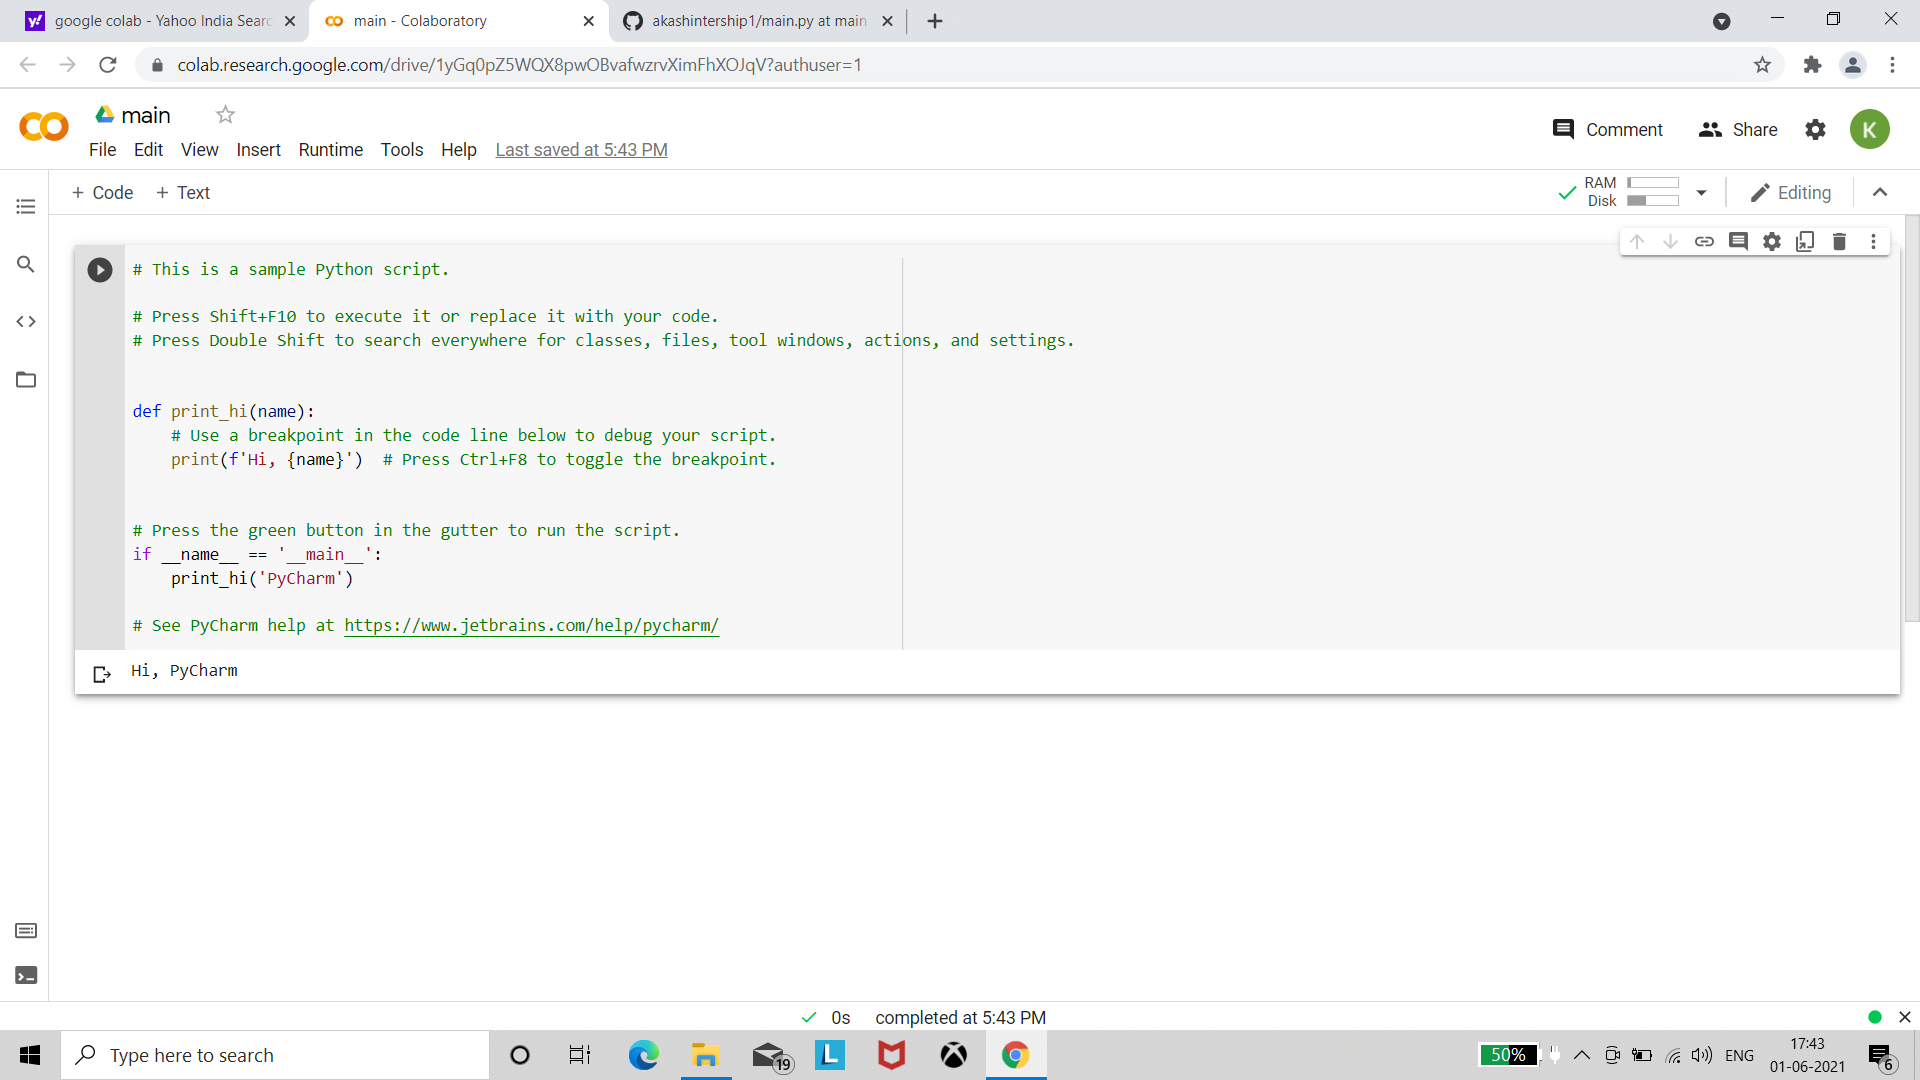 google colab - Yahoo India Searc
main - Colaboratory
akashintership1/main.py at main
colab.research.google.com/drive/1yGq0pZ5WQX8pwOBvafwzrvXimFhXOJqV?authuser=1
main
File Edit View Insert Runtime Tools Help Last saved at 5:43 PM
Comment Share K
+ Code + Text
RAM
Disk
Editing
# This is a sample Python script.
# Press Shift+F10 to execute it or replace it with your code.
# Press Double Shift to search everywhere for classes, files, tool windows, actions, and settings.
def print_hi(name):
    # Use a breakpoint in the code line below to debug your script.
    print(f'Hi, {name}')  # Press Ctrl+F8 to toggle the breakpoint.
# Press the green button in the gutter to run the script.
if __name__ == '__main__':
    print_hi('PyCharm')
# See PyCharm help at https://www.jetbrains.com/help/pycharm/
Hi, PyCharm
0s completed at 5:43 PM
Type here to search
19
L
50%
ENG
17:43
01-06-2021
6